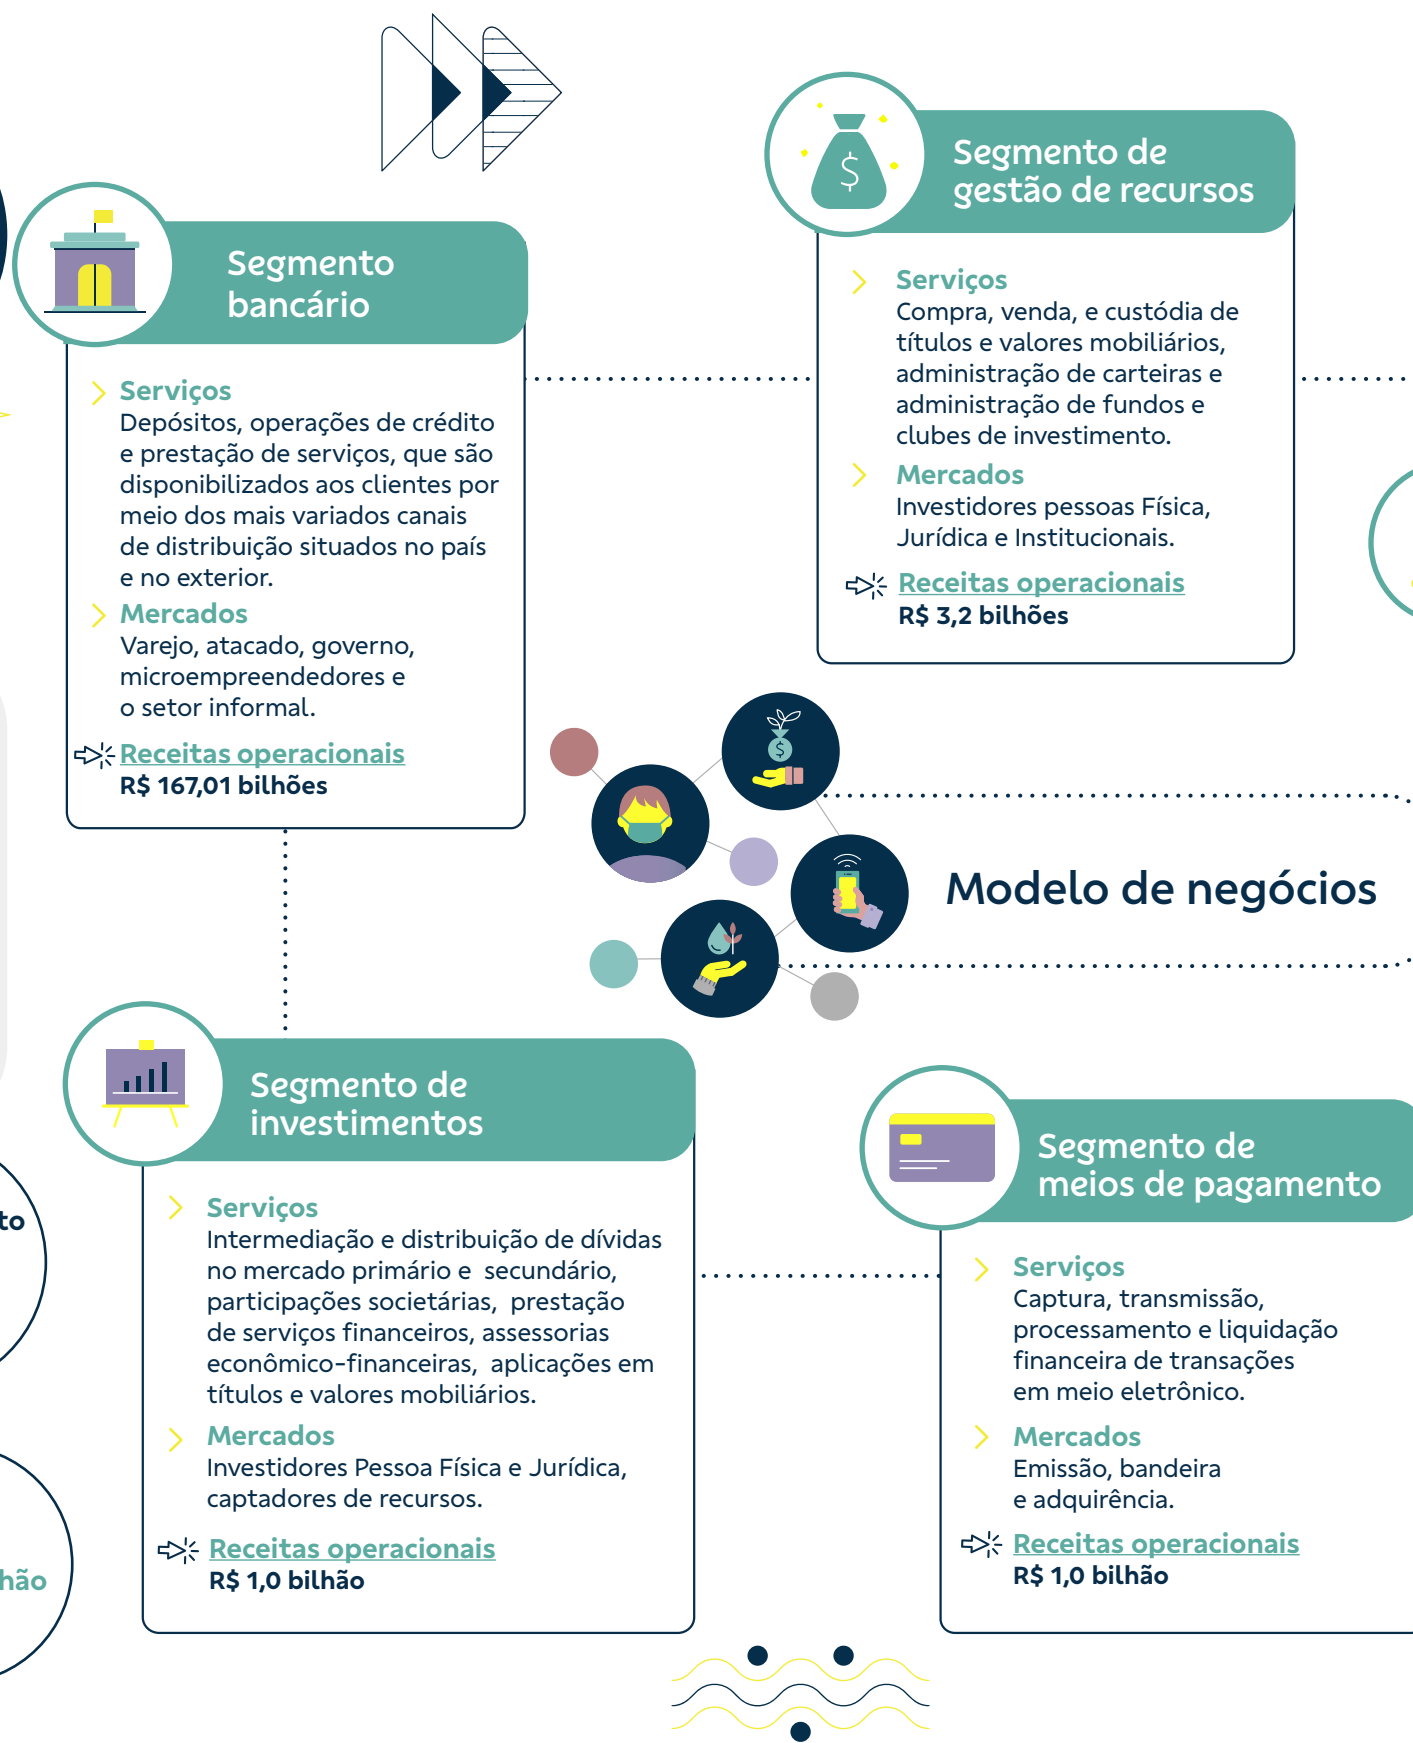 Segmento
bancário
Serviços
Depósitos, operações de crédito
e prestação de serviços, que são
disponibilizados aos clientes por
meio dos mais variados canais
de distribuição situados no país
e no exterior.
Mercados
Varejo, atacado, governo,
microempreendedores e
o setor informal.
Receitas operacionais
R$ 167,01 bilhões
Segmento de
gestão de recursos
Serviços
Compra, venda, e custódia de
títulos e valores mobiliários,
administração de carteiras e
administração de fundos e
clubes de investimento.
Mercados
Investidores pessoas Física,
Jurídica e Institucionais.
Receitas operacionais
R$ 3,2 bilhões
Modelo de negócios
Segmento de
investimentos
Serviços
Intermediação e distribuição de dívidas
no mercado primário e secundário,
participações societárias, prestação
de serviços financeiros, assessorias
econômico-financeiras, aplicações em
títulos e valores mobiliários.
Mercados
Investidores Pessoa Física e Jurídica,
captadores de recursos.
Receitas operacionais
R$ 1,0 bilhão
Segmento de
meios de pagamento
Serviços
Captura, transmissão,
processamento e liquidação
financeira de transações
em meio eletrônico.
Mercados
Emissão, bandeira
e adquirência.
Receitas operacionais
R$ 1,0 bilhão